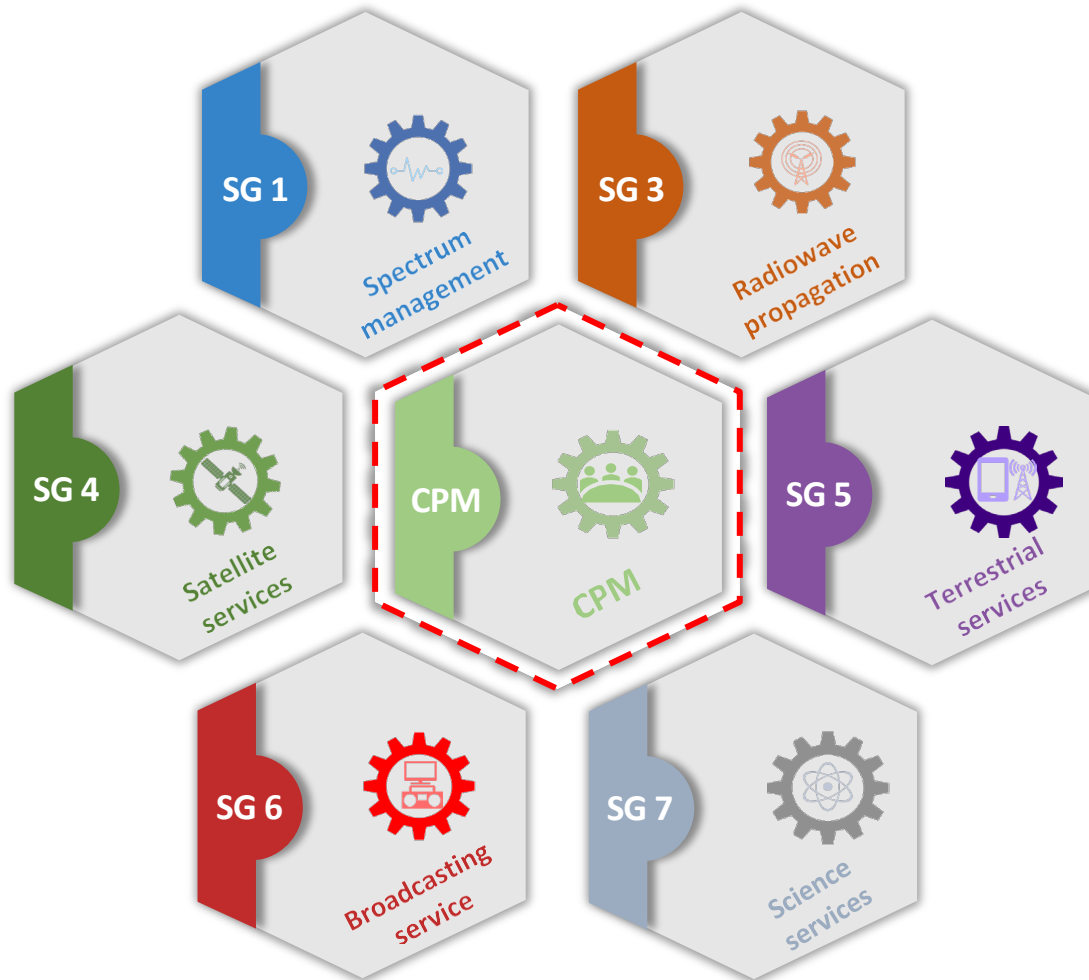 SG 1
Spectrum
management
SG 3
Radiowave
propagation
SG 4
Satellite
services
CPM
CPM
SG 5
Terrestrial
services
SG 6
Broadcasting
service
SG 7
Science
services